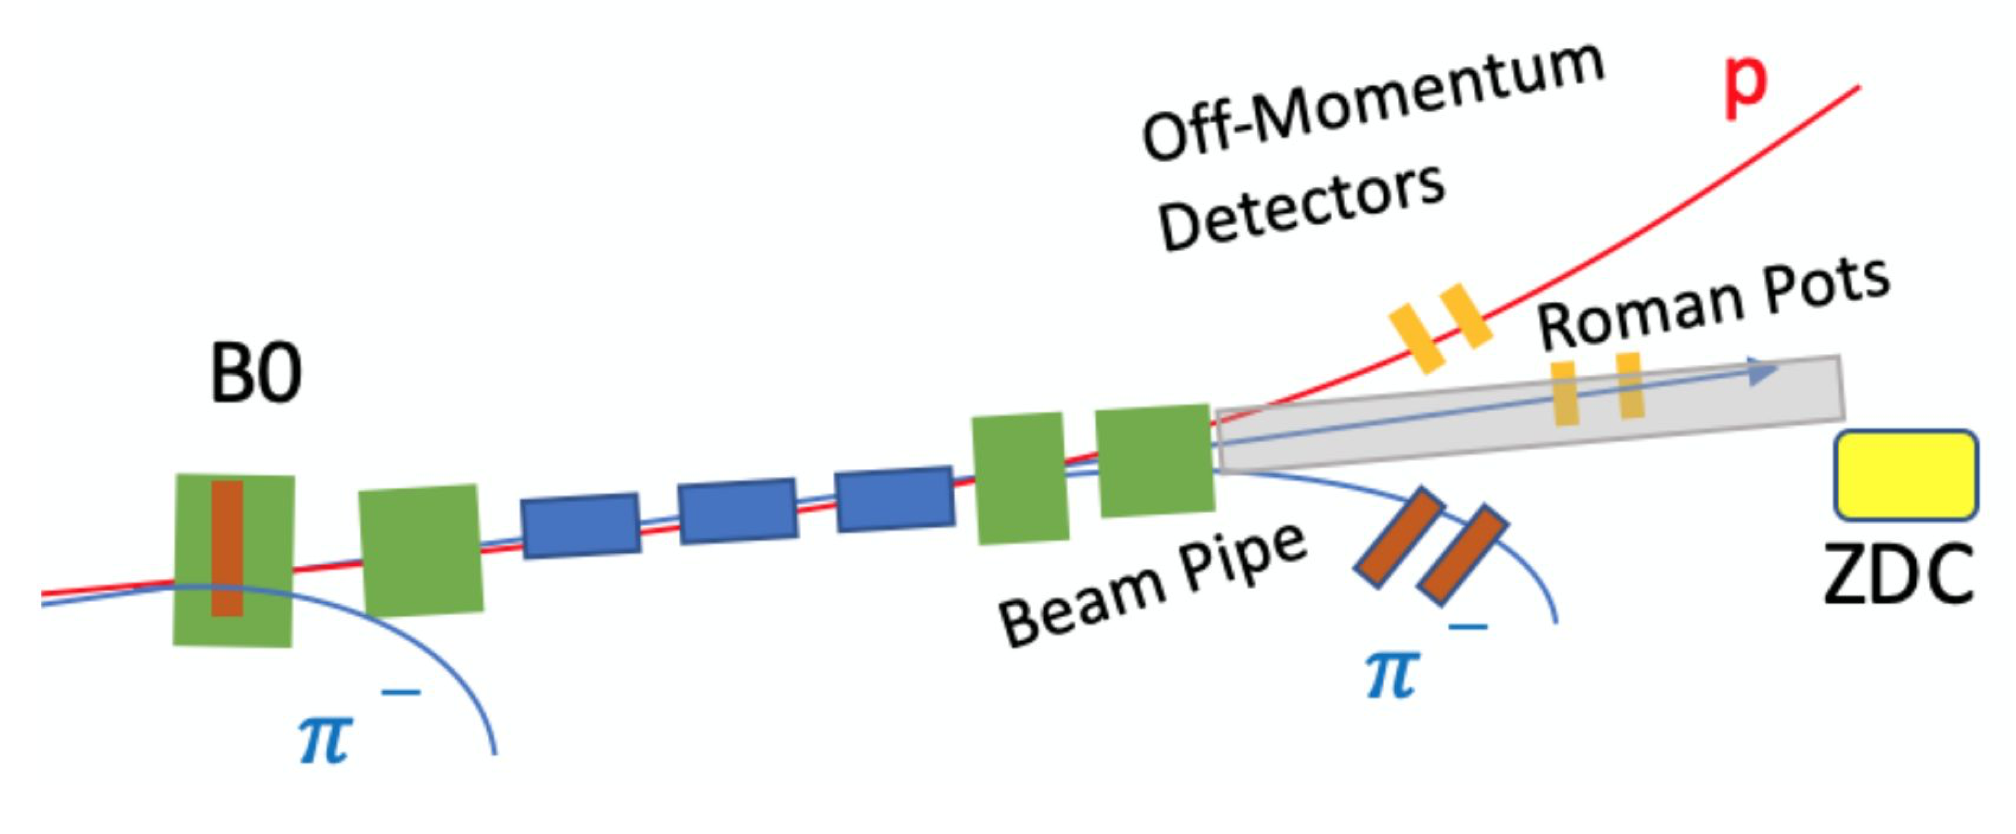 Off-Momentum
Detectors
p
Roman Pots
B0
Beam Pipe
ZDC
π⁻
π⁻